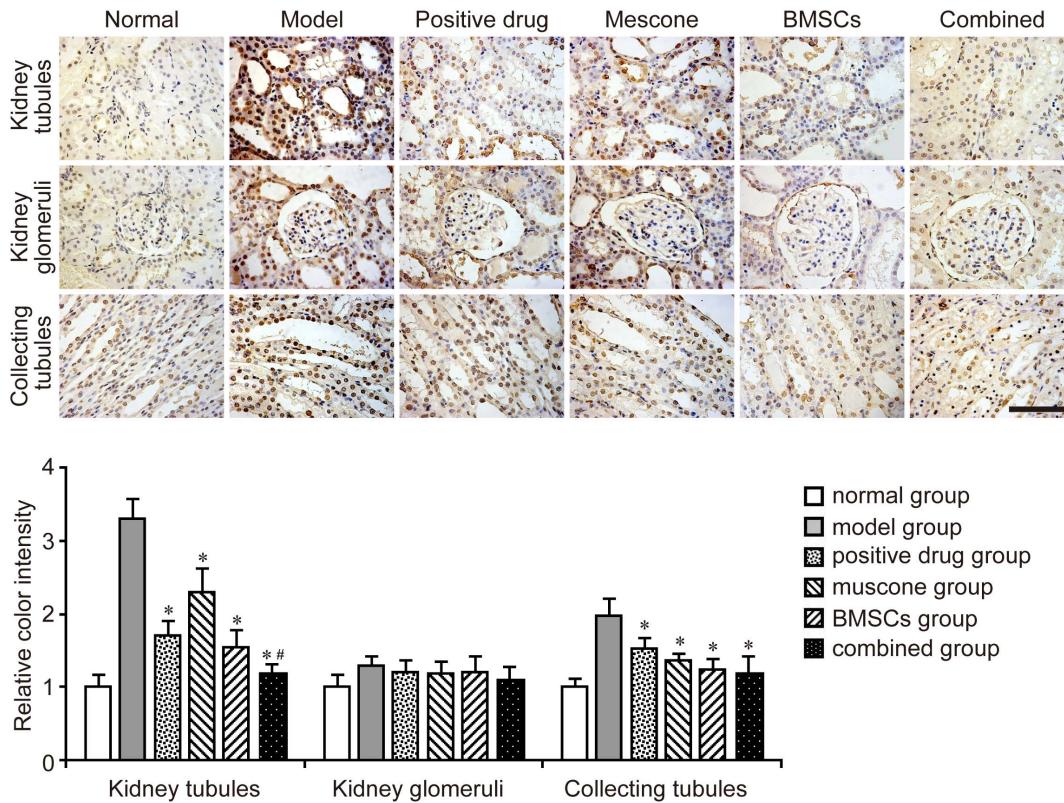 Normal Model Positive drug Mescone BMSCs Combined
Kidney
tubules
Kidney
glomeruli
Collecting
tubules
Relative color intensity
4
3
2
1
0
*
*
*
* #
*
*
*
*
Kidney tubules Kidney glomeruli Collecting tubules
normal group
model group
positive drug group
muscone group
BMSCs group
combined group